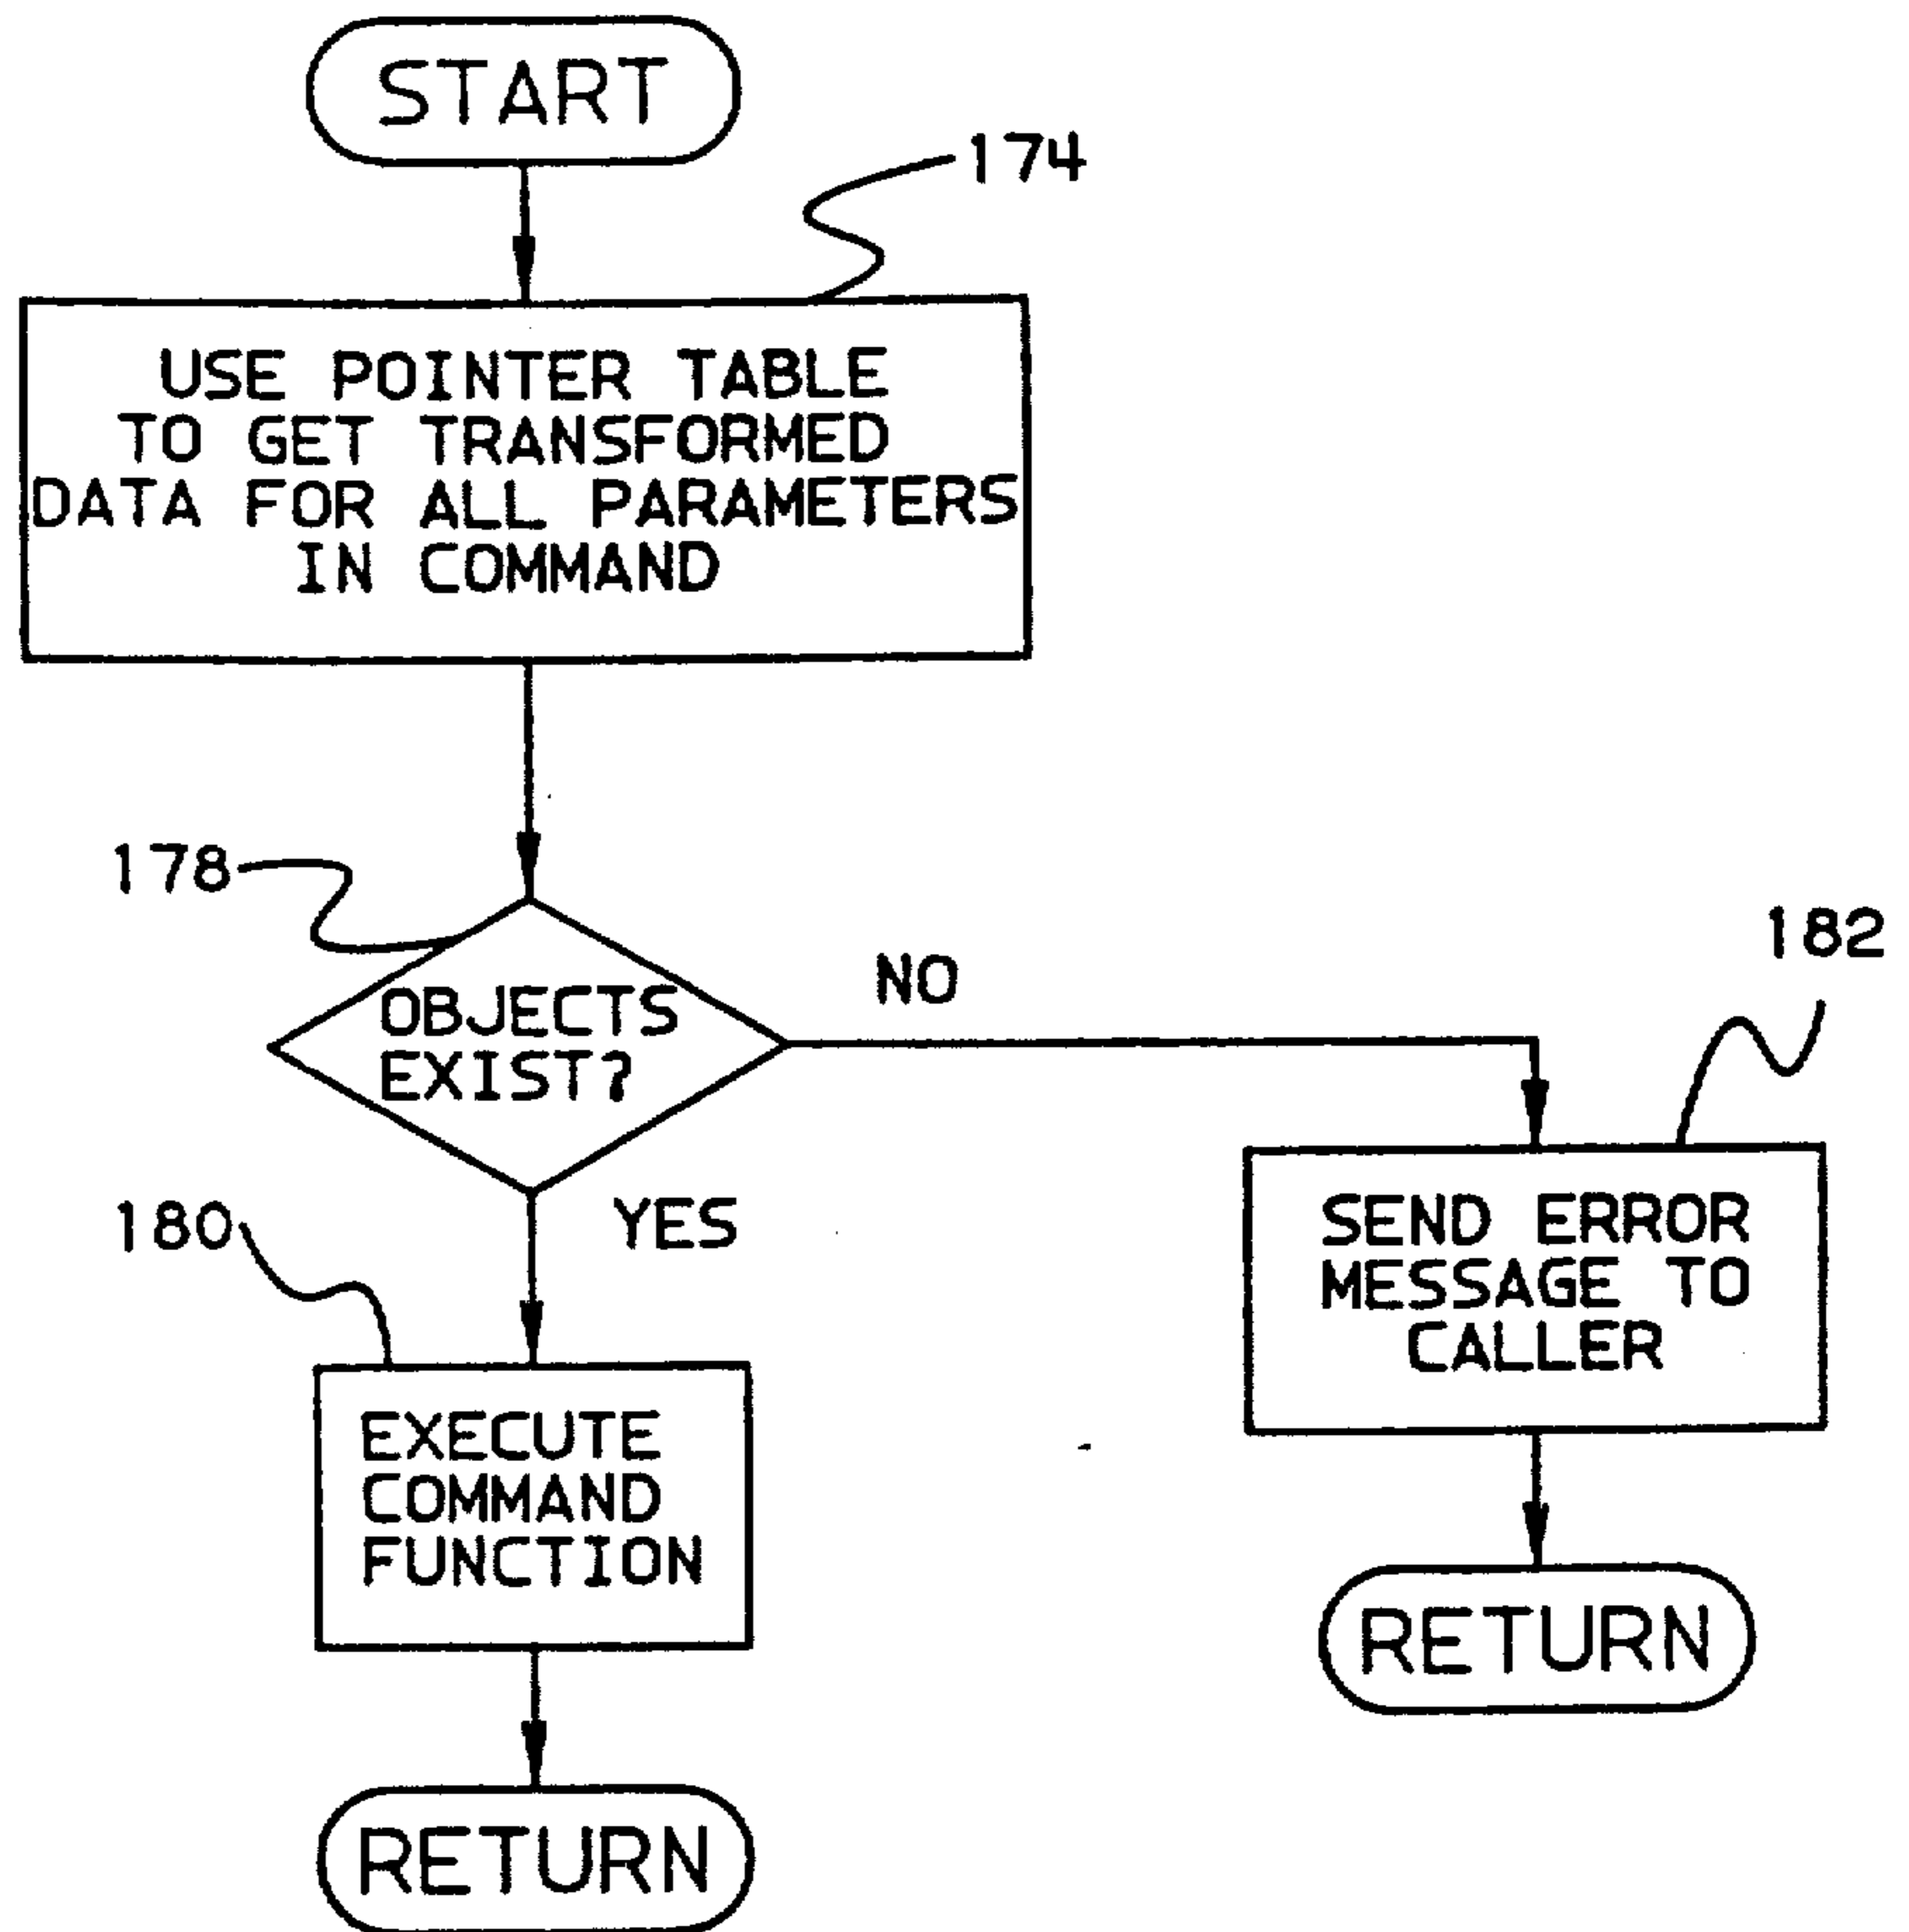 START
174
USE POINTER TABLE
TO GET TRANSFORMED
DATA FOR ALL PARAMETERS
IN COMMAND
178
OBJECTS
EXIST?
NO
182
YES
180
SEND ERROR
MESSAGE TO
CALLER
EXECUTE
COMMAND
FUNCTION
RETURN
RETURN